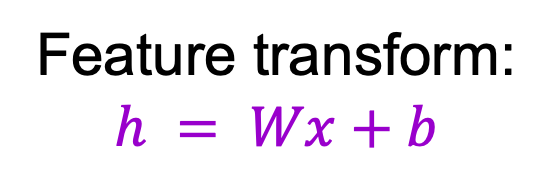 Feature transform:
h = Wx + b